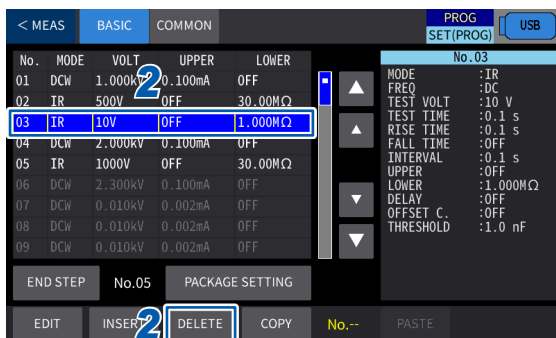 < MEAS BASIC COMMON PROG SET(PROG) USB
No. MODE VOLT UPPER LOWER
01 DCW 1.000kV 0.100mA OFF
2
02 IR 500V OFF 30.00MΩ
03 IR 10V OFF 1.000MΩ
04 DCW 2.000kV 0.100mA OFF
05 IR 1000V OFF 30.00MΩ
06 DCW 2.300kV 0.100mA OFF
07 DCW 0.010kV 0.002mA OFF
08 DCW 0.010kV 0.002mA OFF
09 DCW 0.010kV 0.002mA OFF
No.03
MODE :IR
FREQ :DC
TEST VOLT :10 V
TEST TIME :0.1 s
RISE TIME :0.1 s
FALL TIME :OFF
INTERVAL :0.1 s
UPPER :OFF
LOWER :1.000MΩ
DELAY :OFF
OFFSET C. :OFF
THRESHOLD :1.0 nF
END STEP No.05 PACKAGE SETTING
EDIT INSERT 2 DELETE COPY No.-- PASTE